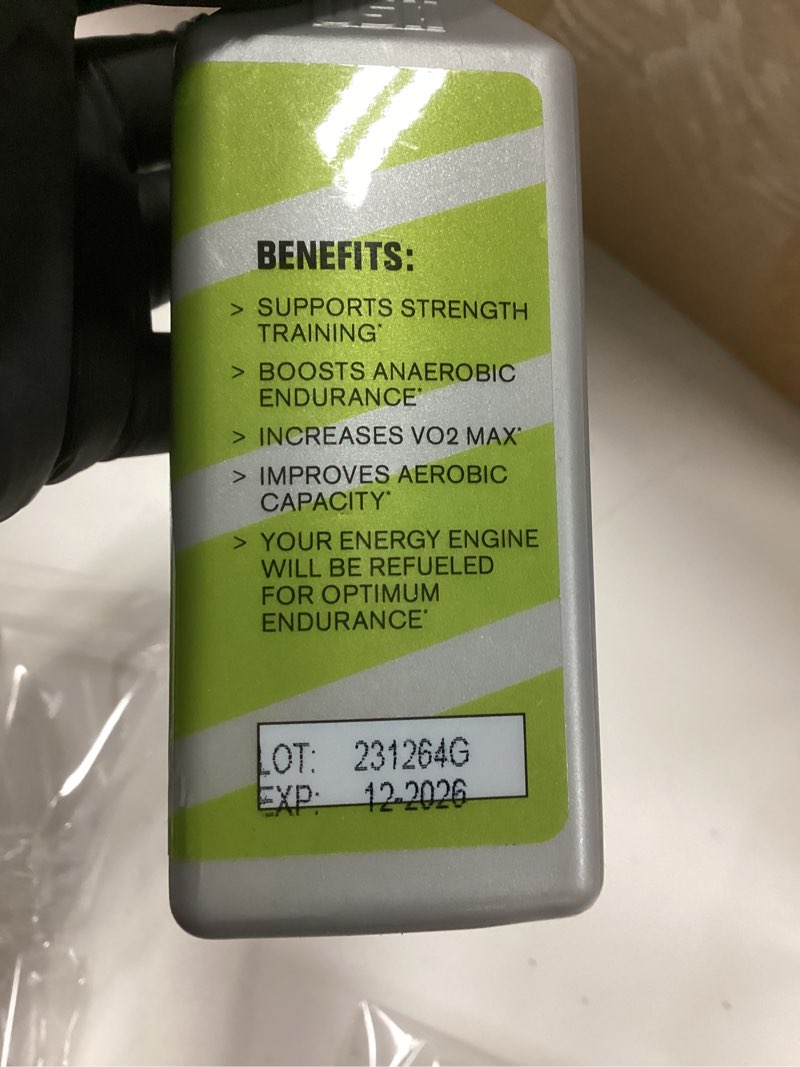 BENEFITS:
> SUPPORTS STRENGTH
TRAINING*
> BOOSTS ANAEROBIC
ENDURANCE*
> INCREASES VO2 MAX*
> IMPROVES AEROBIC
CAPACITY*
> YOUR ENERGY ENGINE
WILL BE REFUELED
FOR OPTIMUM
ENDURANCE*
LOT: 231264G
EXP: 12-2026